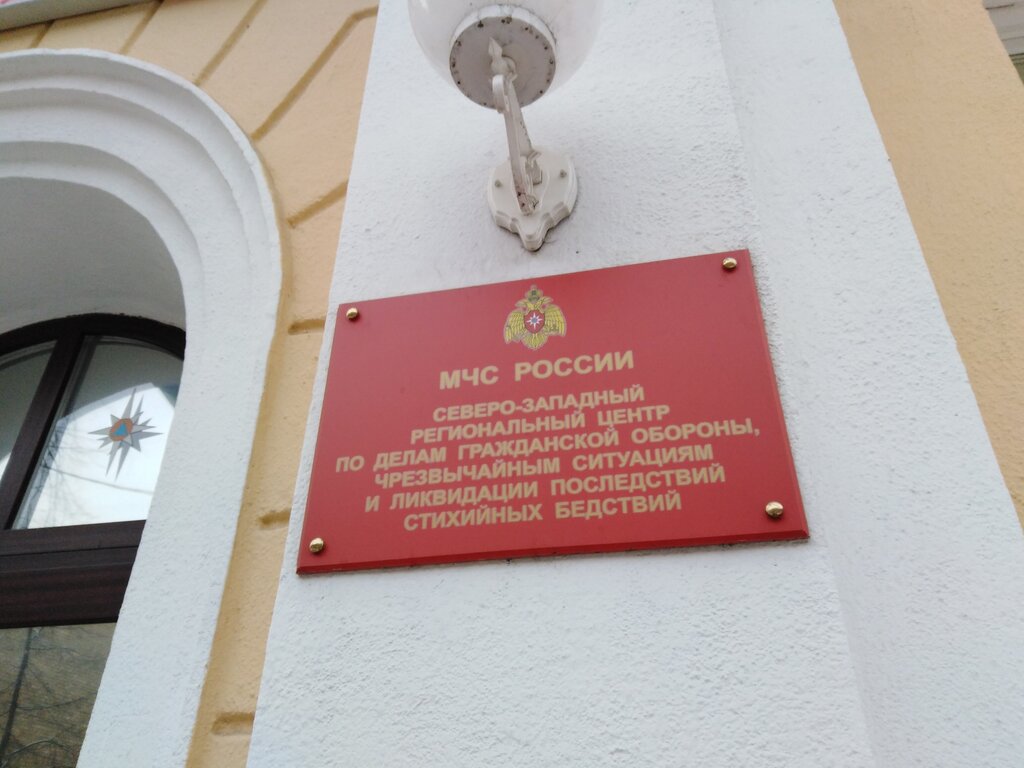 МЧС РОССИИ
СЕВЕРО-ЗАПАДНЫЙ
РЕГИОНАЛЬНЫЙ ЦЕНТР
ПО ДЕЛАМ ГРАЖДАНСКОЙ ОБОРОНЫ,
ЧРЕЗВЫЧАЙНЫМ СИТУАЦИЯМ
И ЛИКВИДАЦИИ ПОСЛЕДСТВИЙ
СТИХИЙНЫХ БЕДСТВИЙ